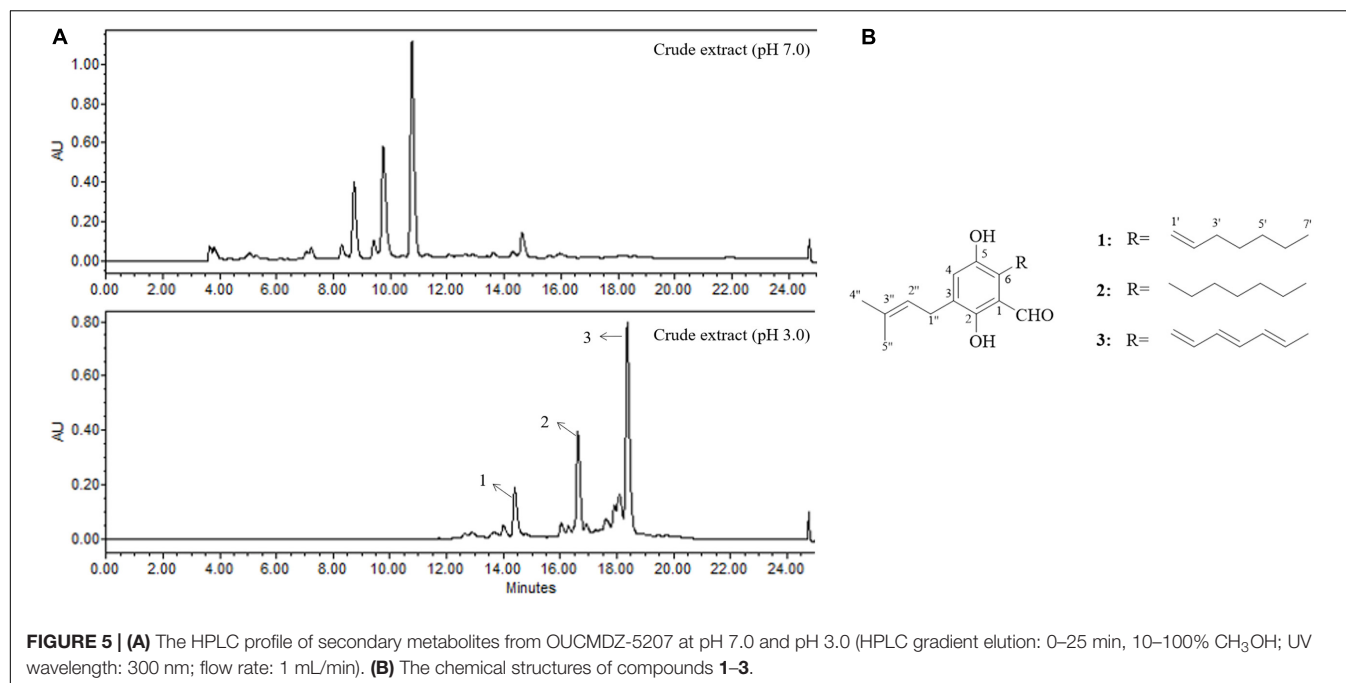 A
Crude extract (pH 7.0)
AU
1.00
0.80
0.60
0.40
0.20
0.00
0.00 2.00 4.00 6.00 8.00 10.00 12.00 14.00 16.00 18.00 20.00 22.00 24.00
Crude extract (pH 3.0)
AU
0.80
0.60
0.40
0.20
0.00
1
2
3
0.00 2.00 4.00 6.00 8.00 10.00 12.00 14.00 16.00 18.00 20.00 22.00 24.00
Minutes
B
OH
R
5
4
6
3
1
2
CHO
OH
4''
3''
2''
1''
5''
1: R=
1' 3' 5' 7'
2: R=
3: R=
FIGURE 5 | (A) The HPLC profile of secondary metabolites from OUCMDZ-5207 at pH 7.0 and pH 3.0 (HPLC gradient elution: 0–25 min, 10–100% CH₃OH; UV
wavelength: 300 nm; flow rate: 1 mL/min). (B) The chemical structures of compounds 1–3.